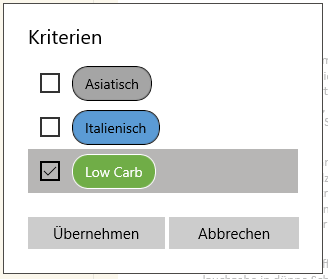 Kriterien
Asiatisch
Italienisch
Low Carb
Übernehmen Abbrechen